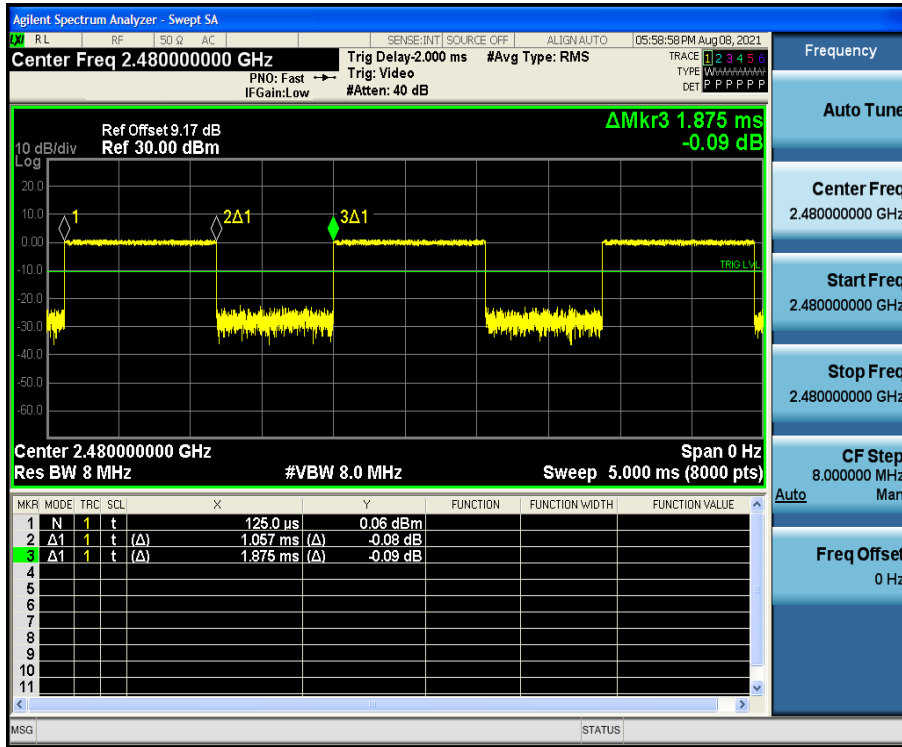 Agilent Spectrum Analyzer - Swept SA
LXI RL RF 50 Ω AC SENSE:INT SOURCE OFF ALIGN AUTO 05:58:58 PM Aug 08, 2021
Center Freq 2.480000000 GHz
PNO: Fast
IFGain:Low
Trig Delay-2.000 ms #Avg Type: RMS
Trig: Video
#Atten: 40 dB
TRACE 1 2 3 4 5 6
TYPE W
DET P P P P P P
ΔMkr3 1.875 ms
-0.09 dB
Ref Offset 9.17 dB
10 dB/div Ref 30.00 dBm
Log
20.0
10.0
0.00
-10.0
-20.0
-30.0
-40.0
-50.0
-60.0
1
2Δ1
3Δ1
TRIG LVL
Center 2.480000000 GHz Span 0 Hz
Res BW 8 MHz #VBW 8.0 MHz Sweep 5.000 ms (8000 pts)
MKR MODE TRC SCL X Y FUNCTION FUNCTION WIDTH FUNCTION VALUE
1 N 1 t 125.0 µs 0.06 dBm
2 Δ1 1 t (Δ) 1.057 ms (Δ) -0.08 dB
3 Δ1 1 t (Δ) 1.875 ms (Δ) -0.09 dB
4
5
6
7
8
9
10
11
MSG STATUS
Frequency
Auto Tune
Center Freq
2.480000000 GHz
Start Freq
2.480000000 GHz
Stop Freq
2.480000000 GHz
CF Step
8.000000 MHz
Auto Man
Freq Offset
0 Hz